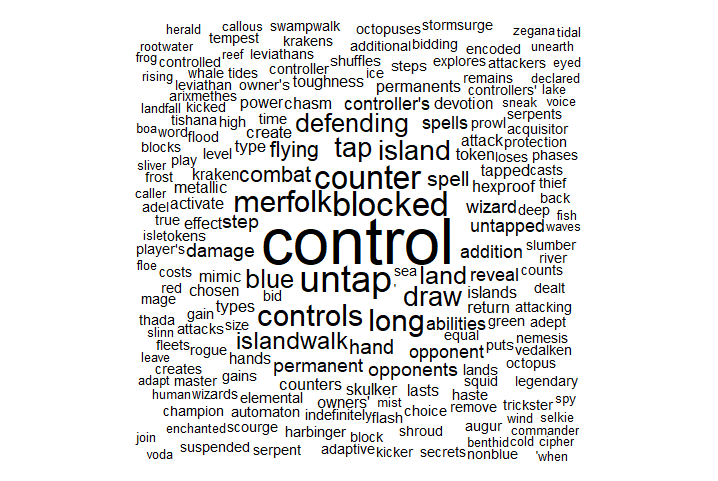 herald callous swampwalk octopuses stormsurge zegana tidal
rootwater tempest krakens additional bidding encoded unearth
frog controlled reef leviathans shuffles steps explores attackers eyed
rising whale tides controller ice remains declared
leviathan owner's toughness permanents controllers' lake
arixmethes power chasm controller's devotion sneak voice
landfall kicked tishana high time defending spells prowl serpents acquisitor
boa word flood create attack protection
blocks level type flying tap island token loses phases
sliver play kraken combat counter spell tapped casts
frost metallic hexproof thief
caller activate merfolk blocked wizard back
adel true effect step untapped deep fish
isle tokens control river waves
player's damage addition slumber
floe costs mimic blue untap sea land reveal counts
red chosen ' draw islands dealt
mage gain types bid return attacking
thada slinn attacks size controls long abilities green adept
fleets rogue islandwalk hand equal puts nemesis
leave hands opponent vedalken
creates permanent opponents lands octopus
adapt master gains counters skulker lasts squid legendary
human wizards elemental owners' mist haste spy
champion automaton indefinitely flash choice remove trickster
enchanted scourge harbinger block shroud augur wind selkie
join commander
suspended serpent adaptive kicker secrets benthid cold cipher
voda nonblue 'when